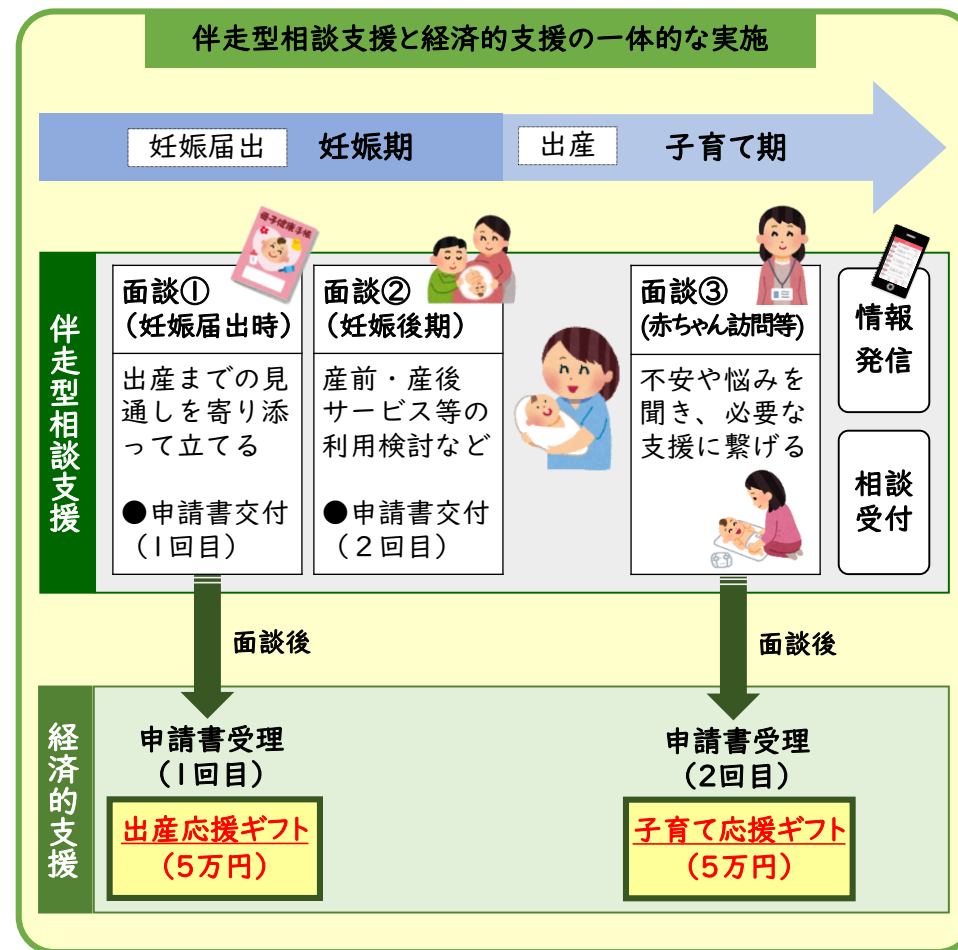 伴走型相談支援と経済的支援の一体的な実施
妊娠届出
妊娠期
出産
子育て期
伴走型相談支援
母子健康手帳
面談①
(妊娠届出時)
出産までの見
通しを寄り添
って立てる
●申請書交付
(1回目)
面談②
(妊娠後期)
産前・産後
サービス等の
利用検討など
●申請書交付
(2回目)
面談③
(赤ちゃん訪問等)
不安や悩みを
聞き、必要な
支援に繋げる
情報
発信
相談
受付
面談後
面談後
経済的支援
申請書受理
(1回目)
出産応援ギフト
(5万円)
申請書受理
(2回目)
子育て応援ギフト
(5万円)